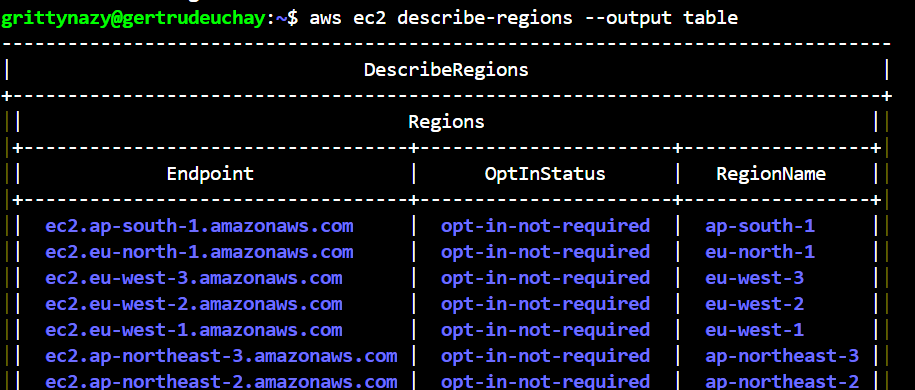 grittynazy@gertrudeuchay:~$ aws ec2 describe-regions --output table
-------------------------------------------------------------------------------
| DescribeRegions |
+-----------------------------------------------------------------------------+
|| Regions ||
|+-----------------------------------+-----------------------+-----------------+|
|| Endpoint | OptInStatus | RegionName ||
|+-----------------------------------+-----------------------+-----------------+|
|| ec2.ap-south-1.amazonaws.com | opt-in-not-required | ap-south-1 ||
|| ec2.eu-north-1.amazonaws.com | opt-in-not-required | eu-north-1 ||
|| ec2.eu-west-3.amazonaws.com | opt-in-not-required | eu-west-3 ||
|| ec2.eu-west-2.amazonaws.com | opt-in-not-required | eu-west-2 ||
|| ec2.eu-west-1.amazonaws.com | opt-in-not-required | eu-west-1 ||
|| ec2.ap-northeast-3.amazonaws.com | opt-in-not-required | ap-northeast-3 ||
|| ec2.ap-northeast-2.amazonaws.com | opt-in-not-required | ap-northeast-2 ||